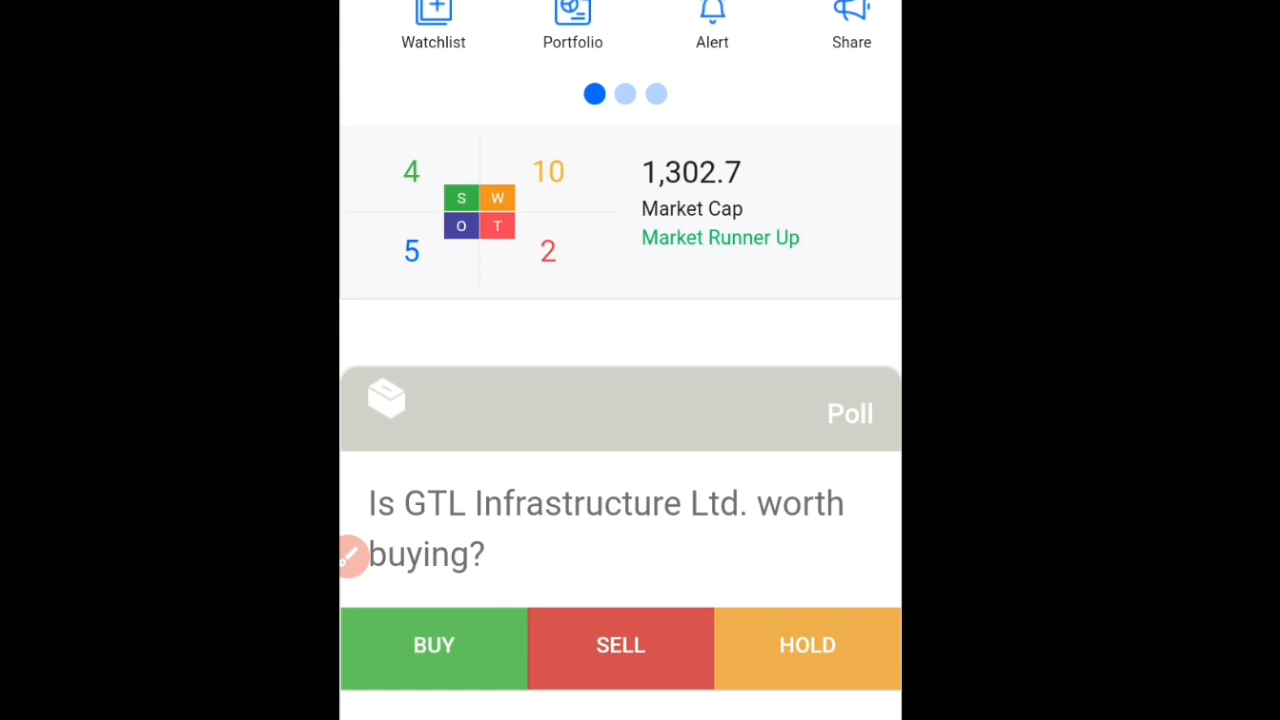 Watchlist Portfolio Alert Share
4 10
S W
O T
5 2
1,302.7
Market Cap
Market Runner Up
Poll
Is GTL Infrastructure Ltd. worth
buying?
BUY SELL HOLD